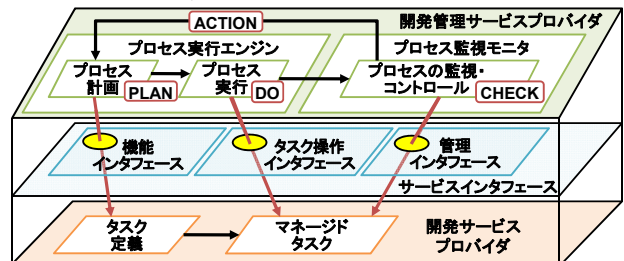 ACTION
開発管理サービスプロバイダ
プロセス実行エンジン
プロセス監視モニタ
プロセス
計画
PLAN
プロセス
実行
DO
プロセスの監視・
コントロール
CHECK
機能
インタフェース
タスク操作
インタフェース
管理
インタフェース
サービスインタフェース
タスク
定義
マネージド
タスク
開発サービス
プロバイダ